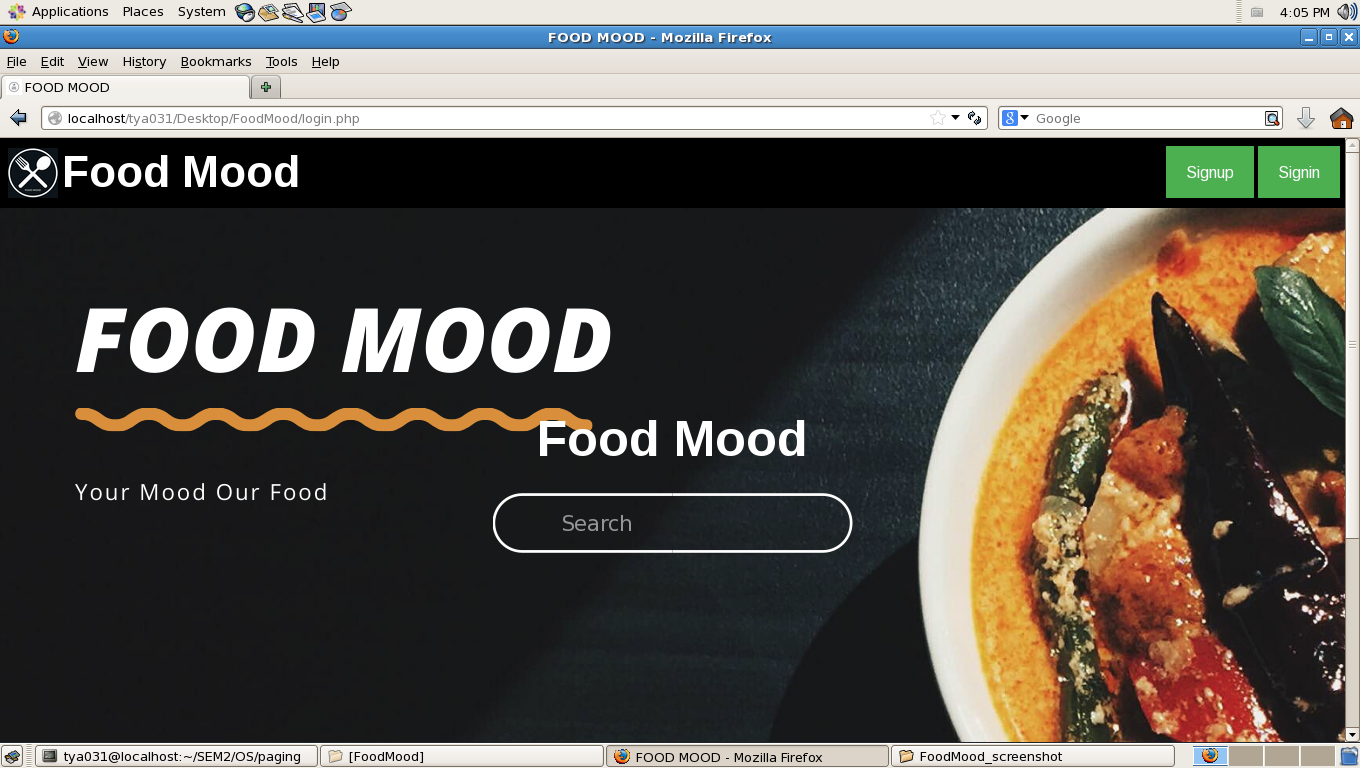 Applications Places System 4:05 PM
FOOD MOOD - Mozilla Firefox
File Edit View History Bookmarks Tools Help
FOOD MOOD
localhost/tya031/Desktop/FoodMood/login.php
8 Google
Food Mood
Signup Signin
FOOD MOOD
Food Mood
Your Mood Our Food
Search
tya031@localhost:~/SEM2/OS/paging [FoodMood] FOOD MOOD - Mozilla Firefox FoodMood_screenshot